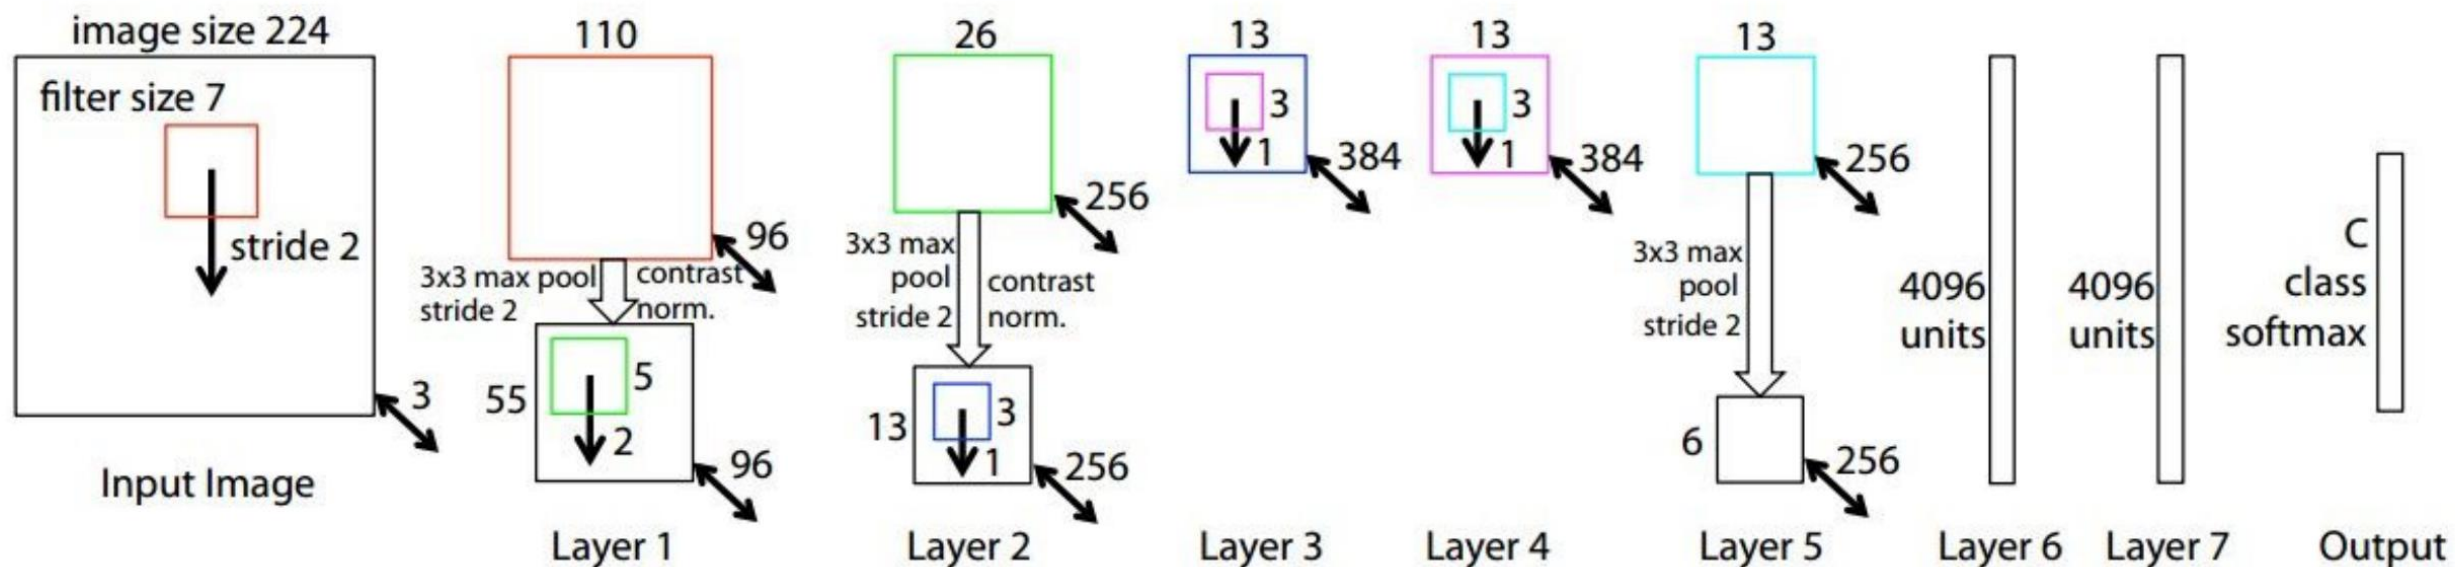 image size 224
filter size 7
stride 2
3
Input Image
110
96
3x3 max pool
stride 2
contrast
norm.
55
5
2
96
Layer 1
26
256
3x3 max
pool
stride 2
contrast
norm.
13
3
1
256
Layer 2
13
3
1
384
Layer 3
13
3
1
384
Layer 4
13
256
3x3 max
pool
stride 2
6
256
Layer 5
4096
units
Layer 6
4096
units
Layer 7
C
class
softmax
Output